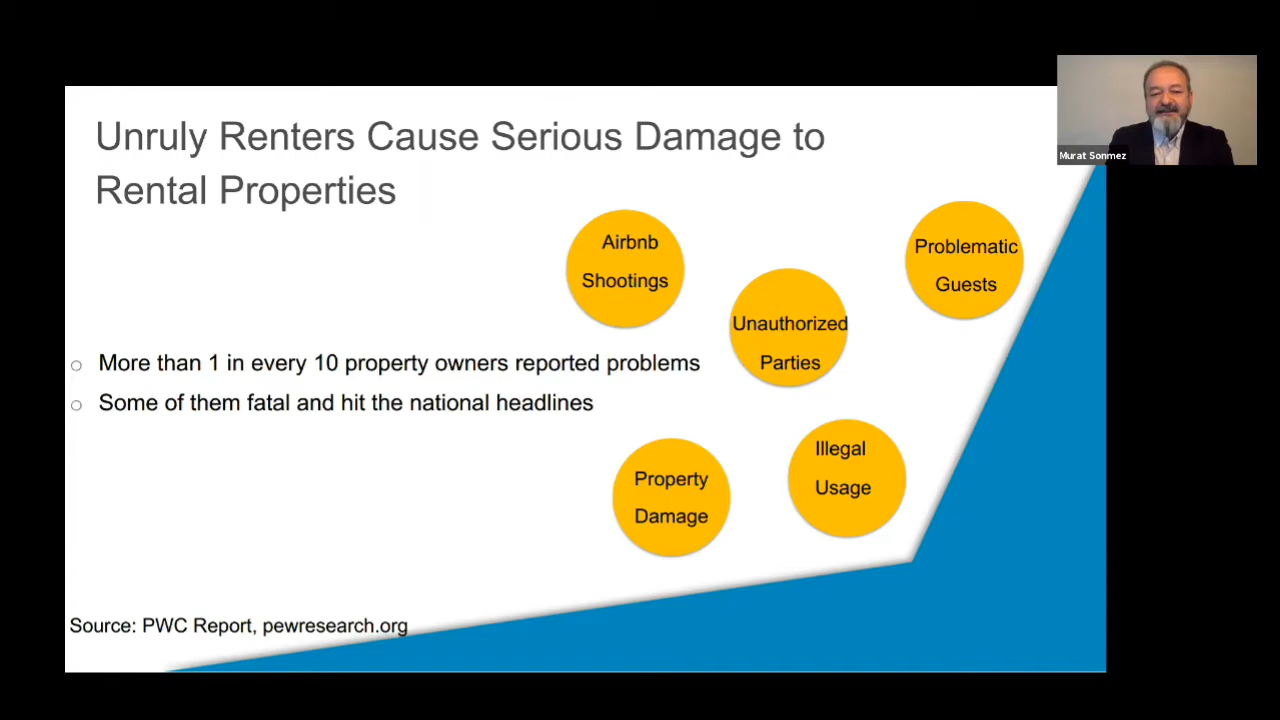 Unruly Renters Cause Serious Damage to
Rental Properties
Murat Sonmez
Airbnb
Shootings
Problematic
Guests
Unauthorized
Parties
More than 1 in every 10 property owners reported problems
Some of them fatal and hit the national headlines
Property
Damage
Illegal
Usage
Source: PWC Report, pewresearch.org